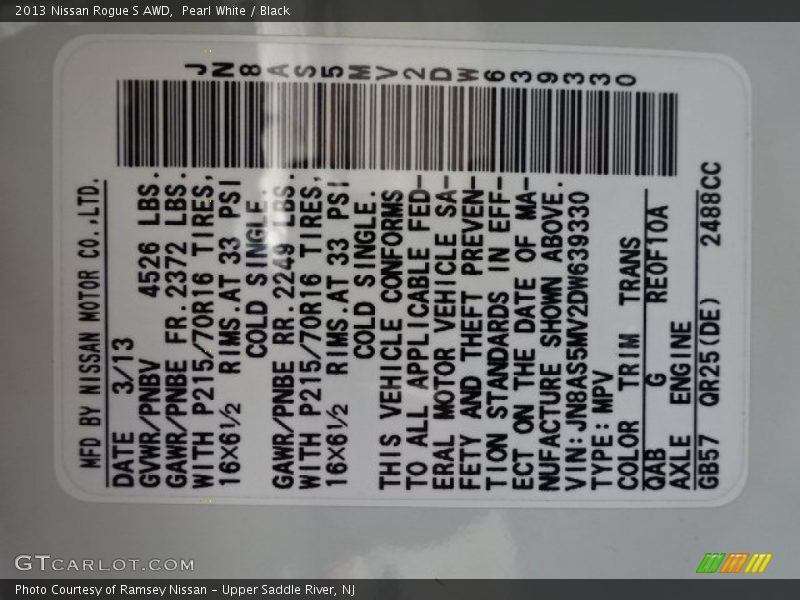 2013 Nissan Rogue S AWD, Pearl White / Black
JN8AS5MV2DW639330
MFD BY NISSAN MOTOR CO.,LTD.
DATE 3/13
GVWR/PNBV 4526 LBS.
GAWR/PNBE FR. 2372 LBS.
WITH P215/70R16 TIRES,
16X6½ RIMS. AT 33 PSI
COLD SINGLE.
GAWR/PNBE RR. 2249 LBS.
WITH P215/70R16 TIRES,
16X6½ RIMS. AT 33 PSI
COLD SINGLE.
THIS VEHICLE CONFORMS
TO ALL APPLICABLE FED-
ERAL MOTOR VEHICLE SA-
FETY AND THEFT PREVEN-
TION STANDARDS IN EFF-
ECT ON THE DATE OF MA-
NUFACTURE SHOWN ABOVE.
VIN: JN8AS5MV2DW639330
TYPE: MPV
COLOR TRIM TRANS
QAB G RE0F10A
AXLE ENGINE
GB57 QR25(DE) 2488CC
GTCARLOT.COM
Photo Courtesy of Ramsey Nissan – Upper Saddle River, NJ